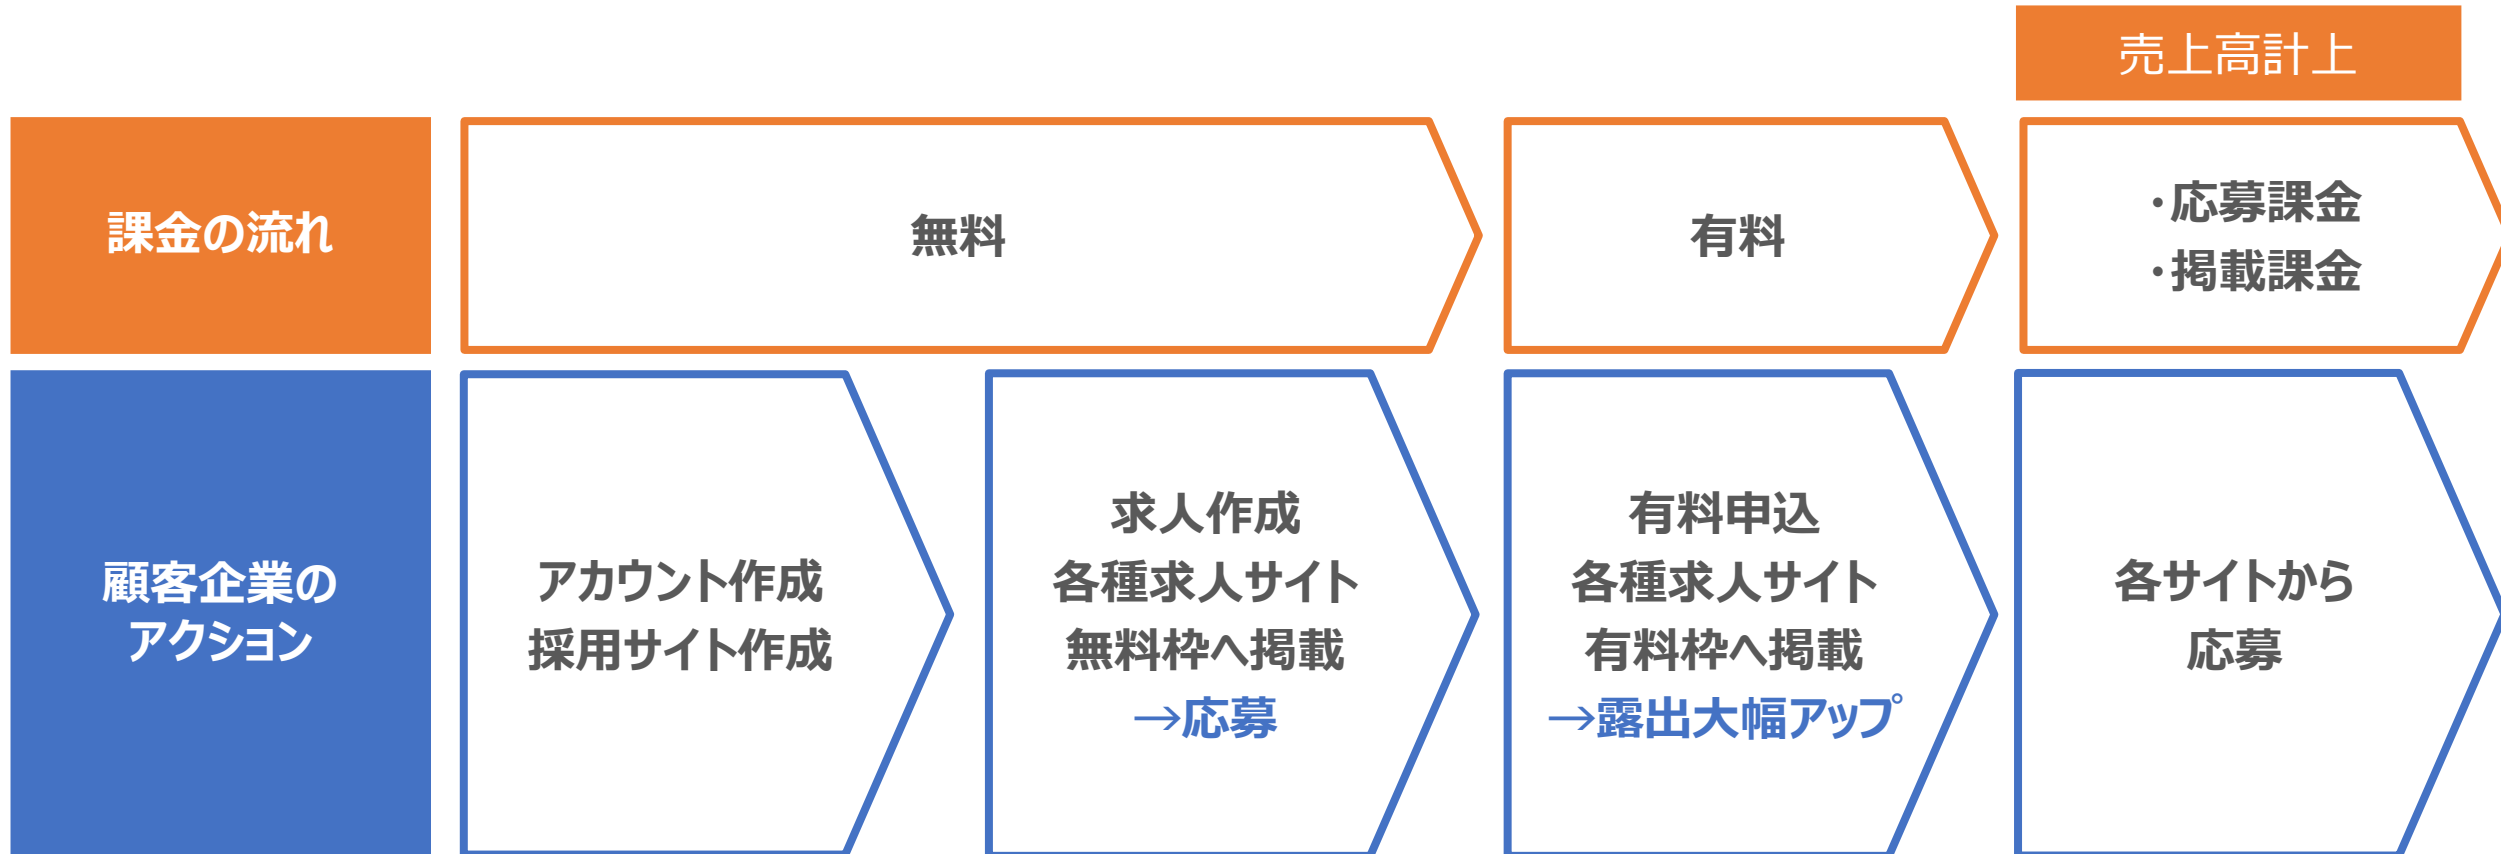 売上高計上
課金の流れ
無料
有料
・応募課金
・掲載課金
顧客企業の
アクション
アカウント作成
採用サイト作成
求人作成
各種求人サイト
無料枠へ掲載
→応募
有料申込
各種求人サイト
有料枠へ掲載
→露出大幅アップ
各サイトから
応募